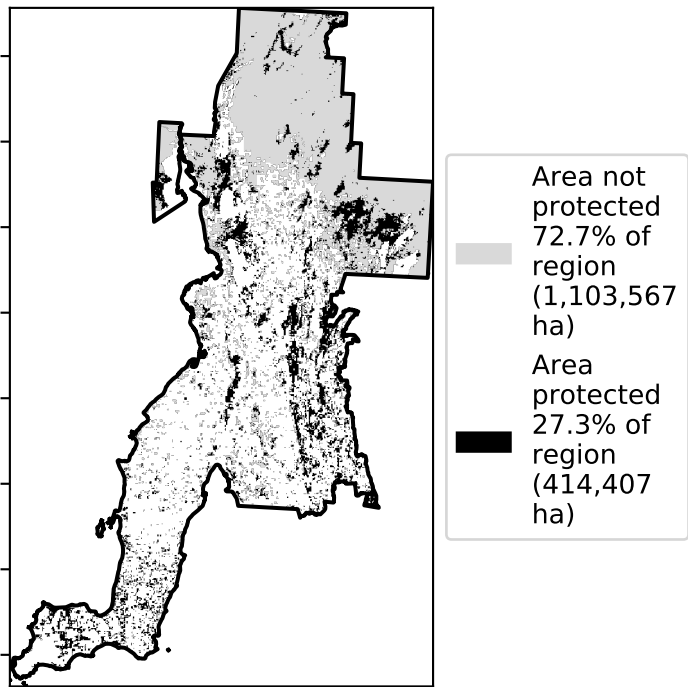 Area not
protected
72.7% of
region
(1,103,567
ha)
Area
protected
27.3% of
region
(414,407
ha)